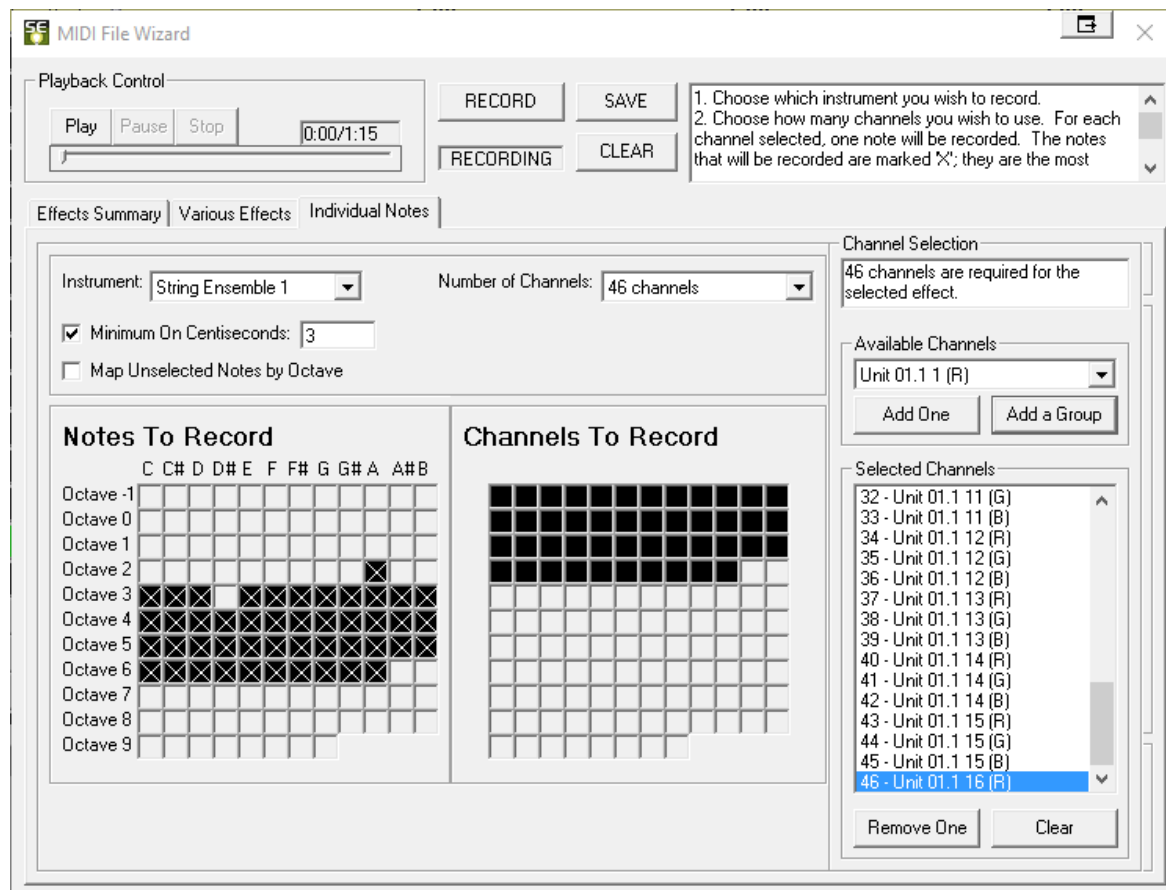 MIDI File Wizard
Playback Control
Play Pause Stop 0:00/1:15
RECORD SAVE
RECORDING CLEAR
1. Choose which instrument you wish to record.
2. Choose how many channels you wish to use. For each
channel selected, one note will be recorded. The notes
that will be recorded are marked 'X'; they are the most
Effects Summary Various Effects Individual Notes
Instrument: String Ensemble 1 Number of Channels: 46 channels
Minimum On Centiseconds: 3
Map Unselected Notes by Octave
Notes To Record
C C# D D# E F F# G G# A A# B
Octave -1
Octave 0
Octave 1
Octave 2
Octave 3
Octave 4
Octave 5
Octave 6
Octave 7
Octave 8
Octave 9
Channels To Record
Channel Selection
46 channels are required for the
selected effect.
Available Channels
Unit 01.1 1 (R)
Add One Add a Group
Selected Channels
32 - Unit 01.1 11 (G)
33 - Unit 01.1 11 (B)
34 - Unit 01.1 12 (R)
35 - Unit 01.1 12 (G)
36 - Unit 01.1 12 (B)
37 - Unit 01.1 13 (R)
38 - Unit 01.1 13 (G)
39 - Unit 01.1 13 (B)
40 - Unit 01.1 14 (R)
41 - Unit 01.1 14 (G)
42 - Unit 01.1 14 (B)
43 - Unit 01.1 15 (R)
44 - Unit 01.1 15 (G)
45 - Unit 01.1 15 (B)
46 - Unit 01.1 16 (R)
Remove One Clear